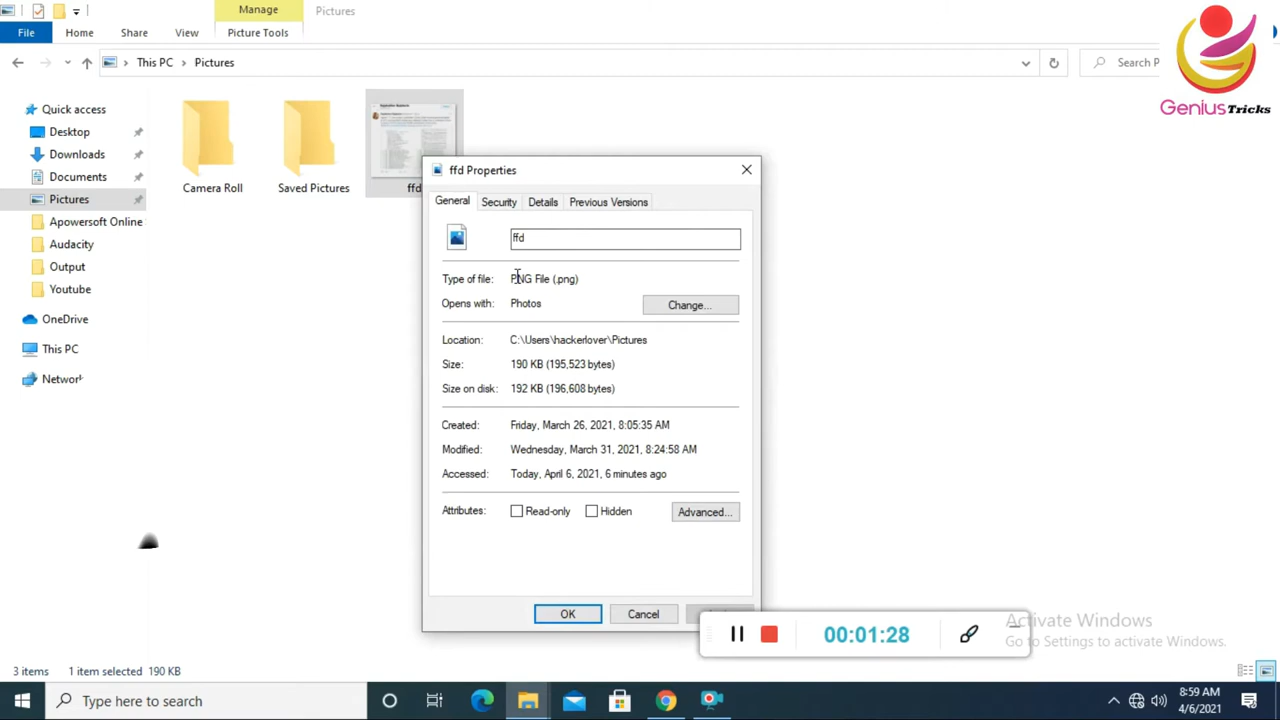 Manage
Pictures
File
Home
Share
View
Picture Tools
This PC
Pictures
Search P
Genius Tricks
Quick access
Desktop
Downloads
Documents
Pictures
Apowersoft Online
Audacity
Output
Youtube
OneDrive
This PC
Network
Camera Roll
Saved Pictures
ffd
ffd Properties
General
Security
Details
Previous Versions
ffd
Type of file: PNG File (.png)
Opens with: Photos
Change...
Location: C:\Users\hackerlover\Pictures
Size: 190 KB (195,523 bytes)
Size on disk: 192 KB (196,608 bytes)
Created: Friday, March 26, 2021, 8:05:35 AM
Modified: Wednesday, March 31, 2021, 8:24:58 AM
Accessed: Today, April 6, 2021, 6 minutes ago
Attributes: Read-only Hidden Advanced...
OK
Cancel
00:01:28
Activate Windows
Go to Settings to activate Windows.
3 items 1 item selected 190 KB
Type here to search
8:59 AM
4/6/2021